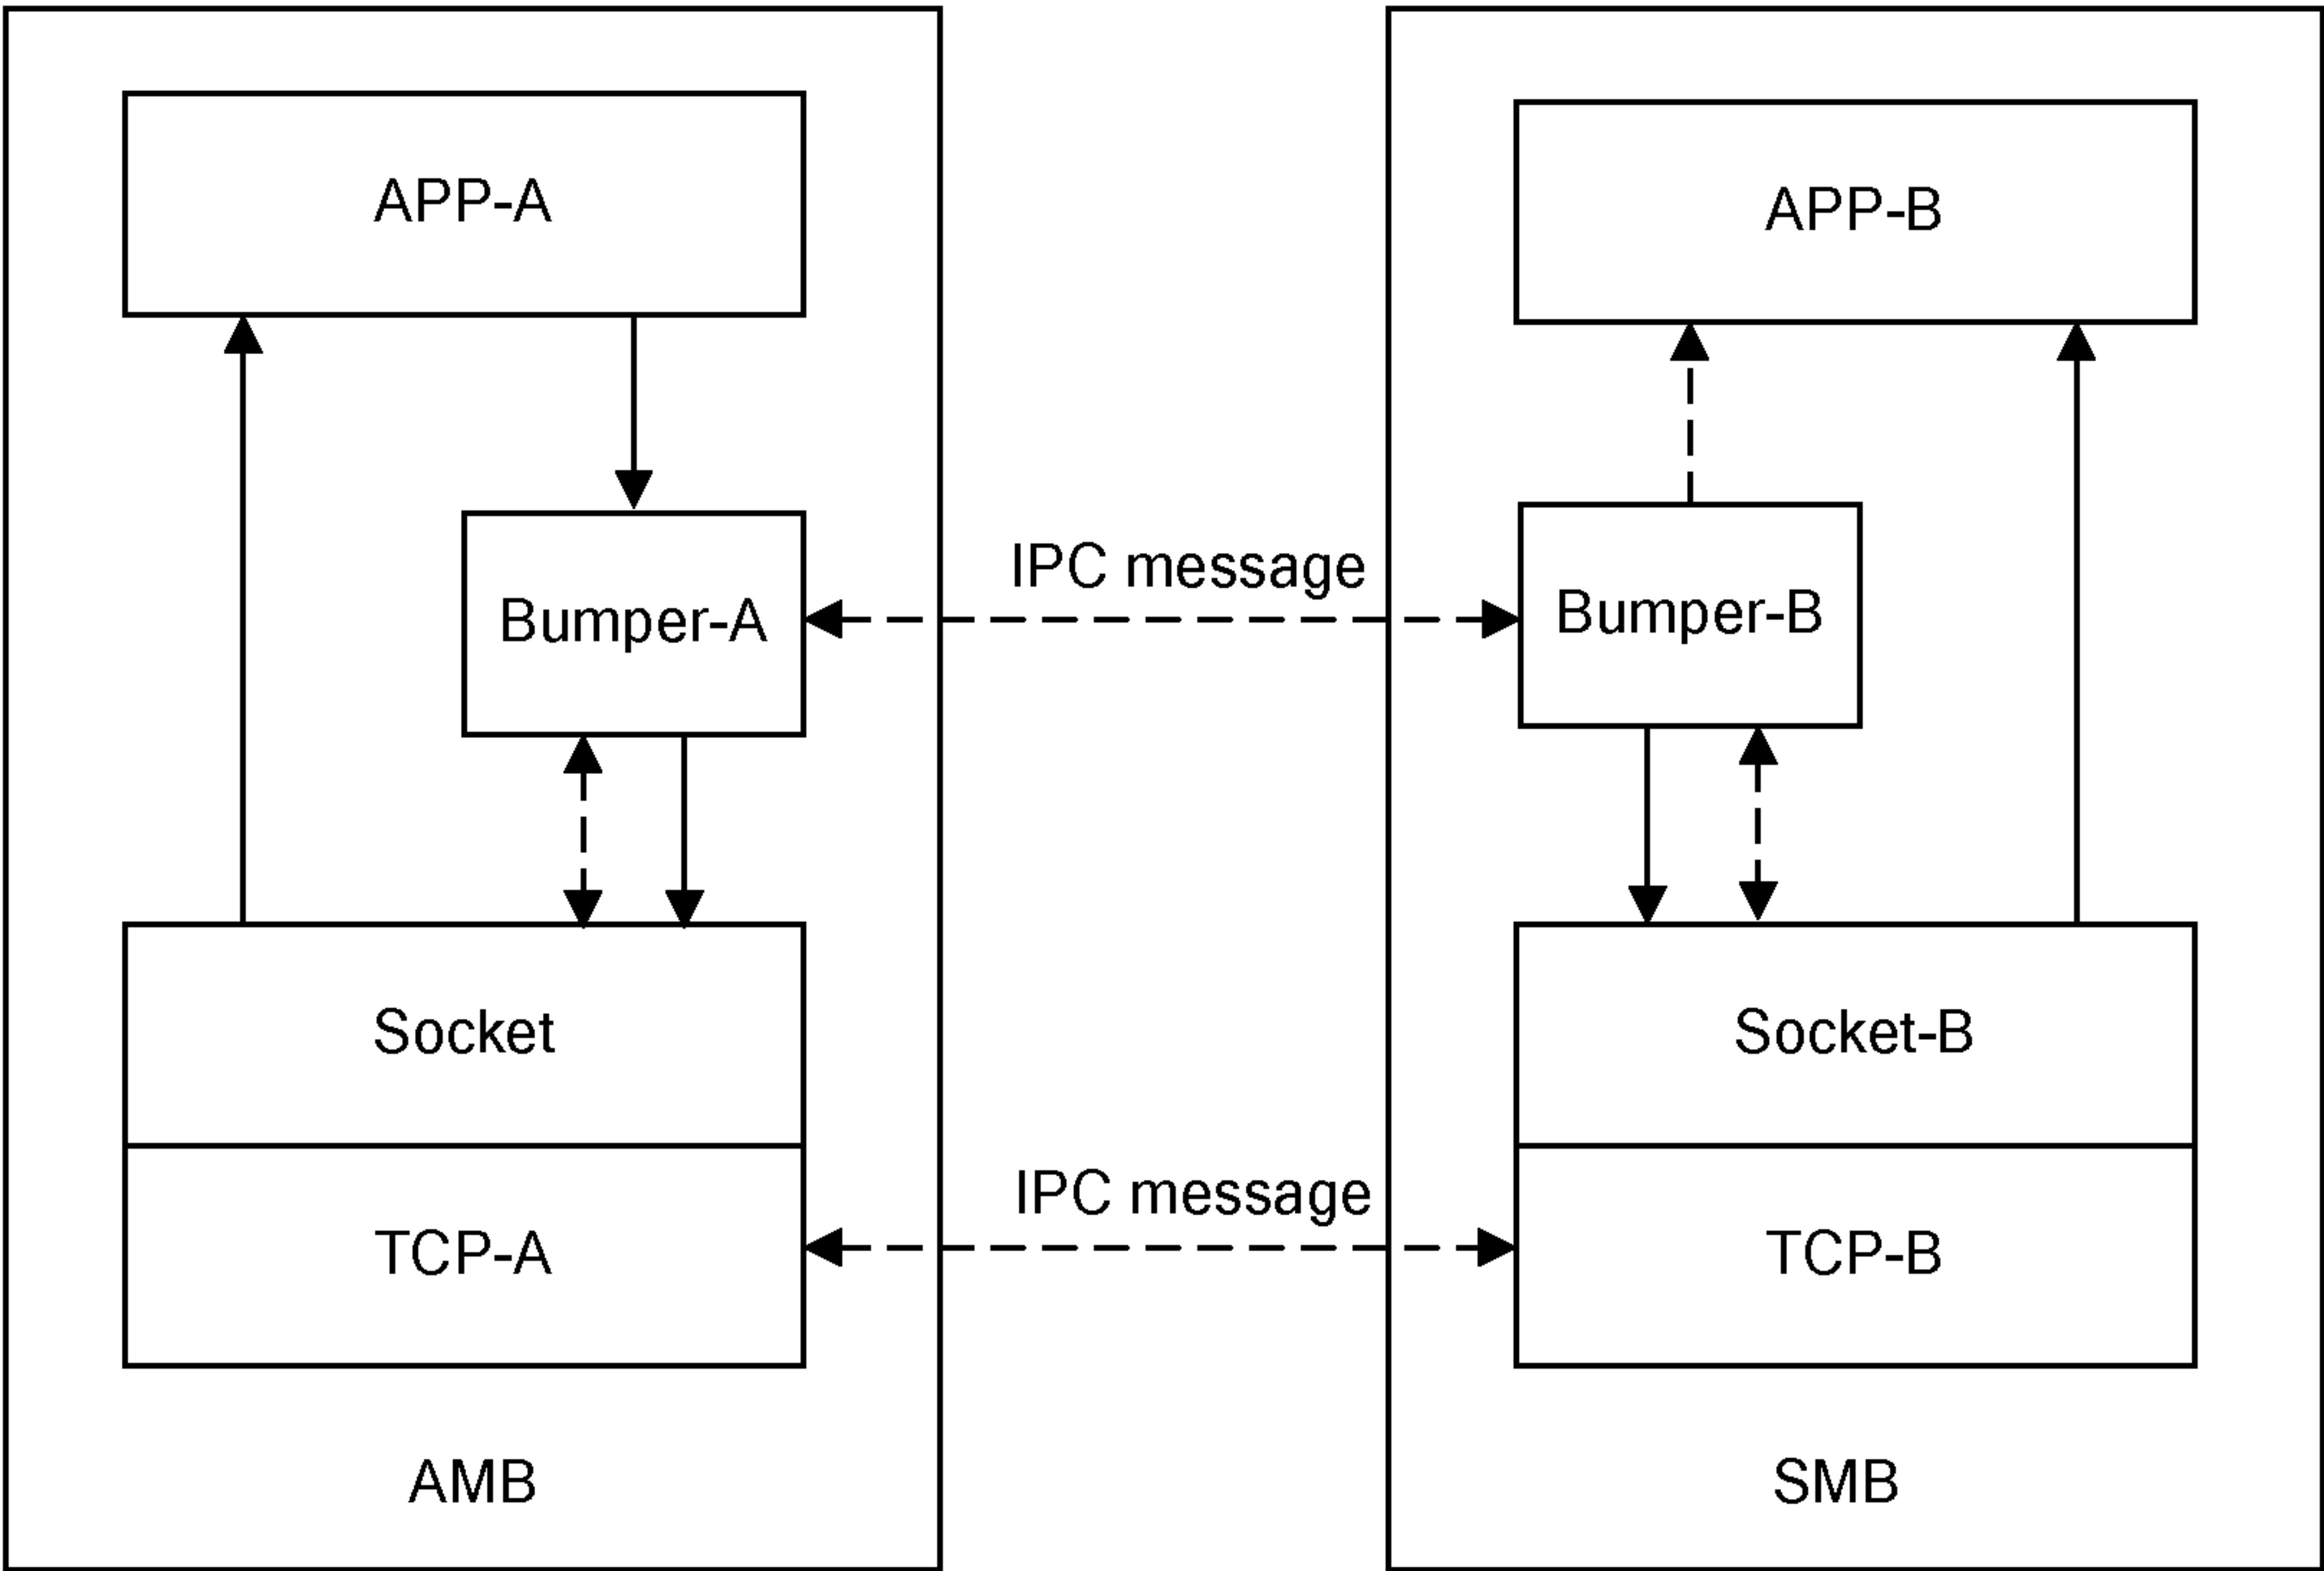 APP-A
APP-B
IPC message
Bumper-A
Bumper-B
Socket
Socket-B
IPC message
TCP-A
TCP-B
AMB
SMB